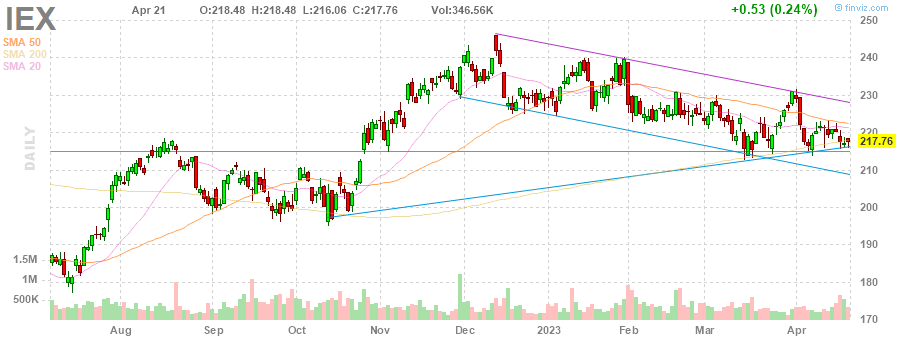 IEX Apr 21 O:218.48 H:218.48 L:216.06 C:217.76 Vol:346.56K +0.53 (0.24%) © finviz.com
SMA 50
SMA 200
SMA 20
DAILY
250
240
230
220
217.76
210
200
190
180
170
1.5M
1M
500K
Aug Sep Oct Nov Dec 2023 Feb Mar Apr